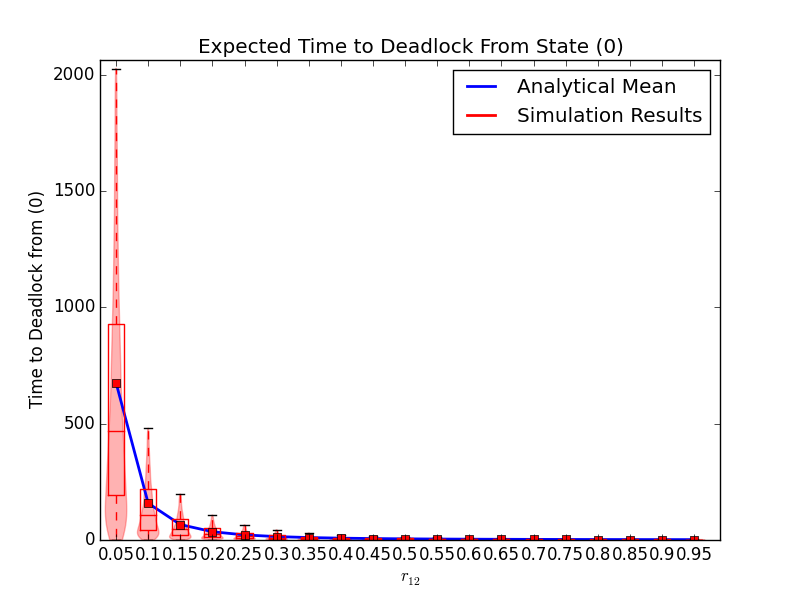 Expected Time to Deadlock From State (0)
Analytical Mean
Simulation Results
Time to Deadlock from (0)
2000
1500
1000
500
0
0.05 0.1 0.15 0.2 0.25 0.3 0.35 0.4 0.45 0.5 0.55 0.6 0.65 0.7 0.75 0.8 0.85 0.9 0.95
r12